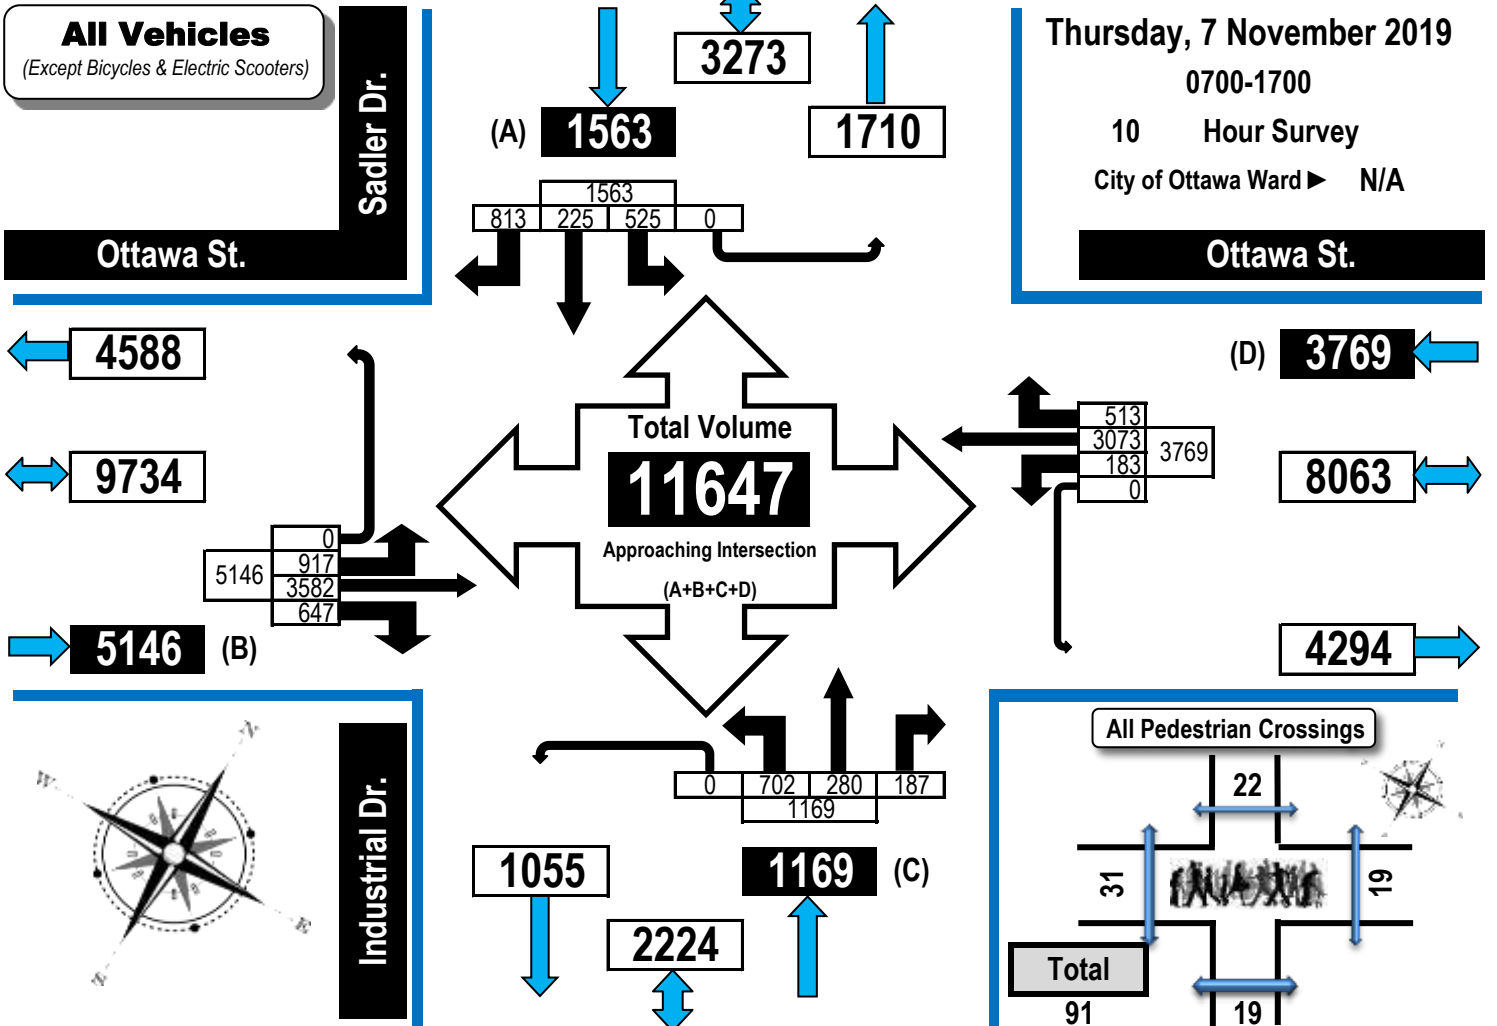 All Vehicles
(Except Bicycles & Electric Scooters)
Sadler Dr.
Ottawa St.
3273
(A) 1563
1710
1563
813 225 525 0
Thursday, 7 November 2019
0700-1700
10 Hour Survey
City of Ottawa Ward ► N/A
Ottawa St.
4588
9734
0
917
5146
3582
647
5146 (B)
Total Volume
11647
Approaching Intersection
(A+B+C+D)
(D) 3769
513
3073
3769
183
0
8063
4294
N
W
E
S
Industrial Dr.
0 702 280 187
1169
1055
1169 (C)
2224
All Pedestrian Crossings
22
31
19
Total
91
19